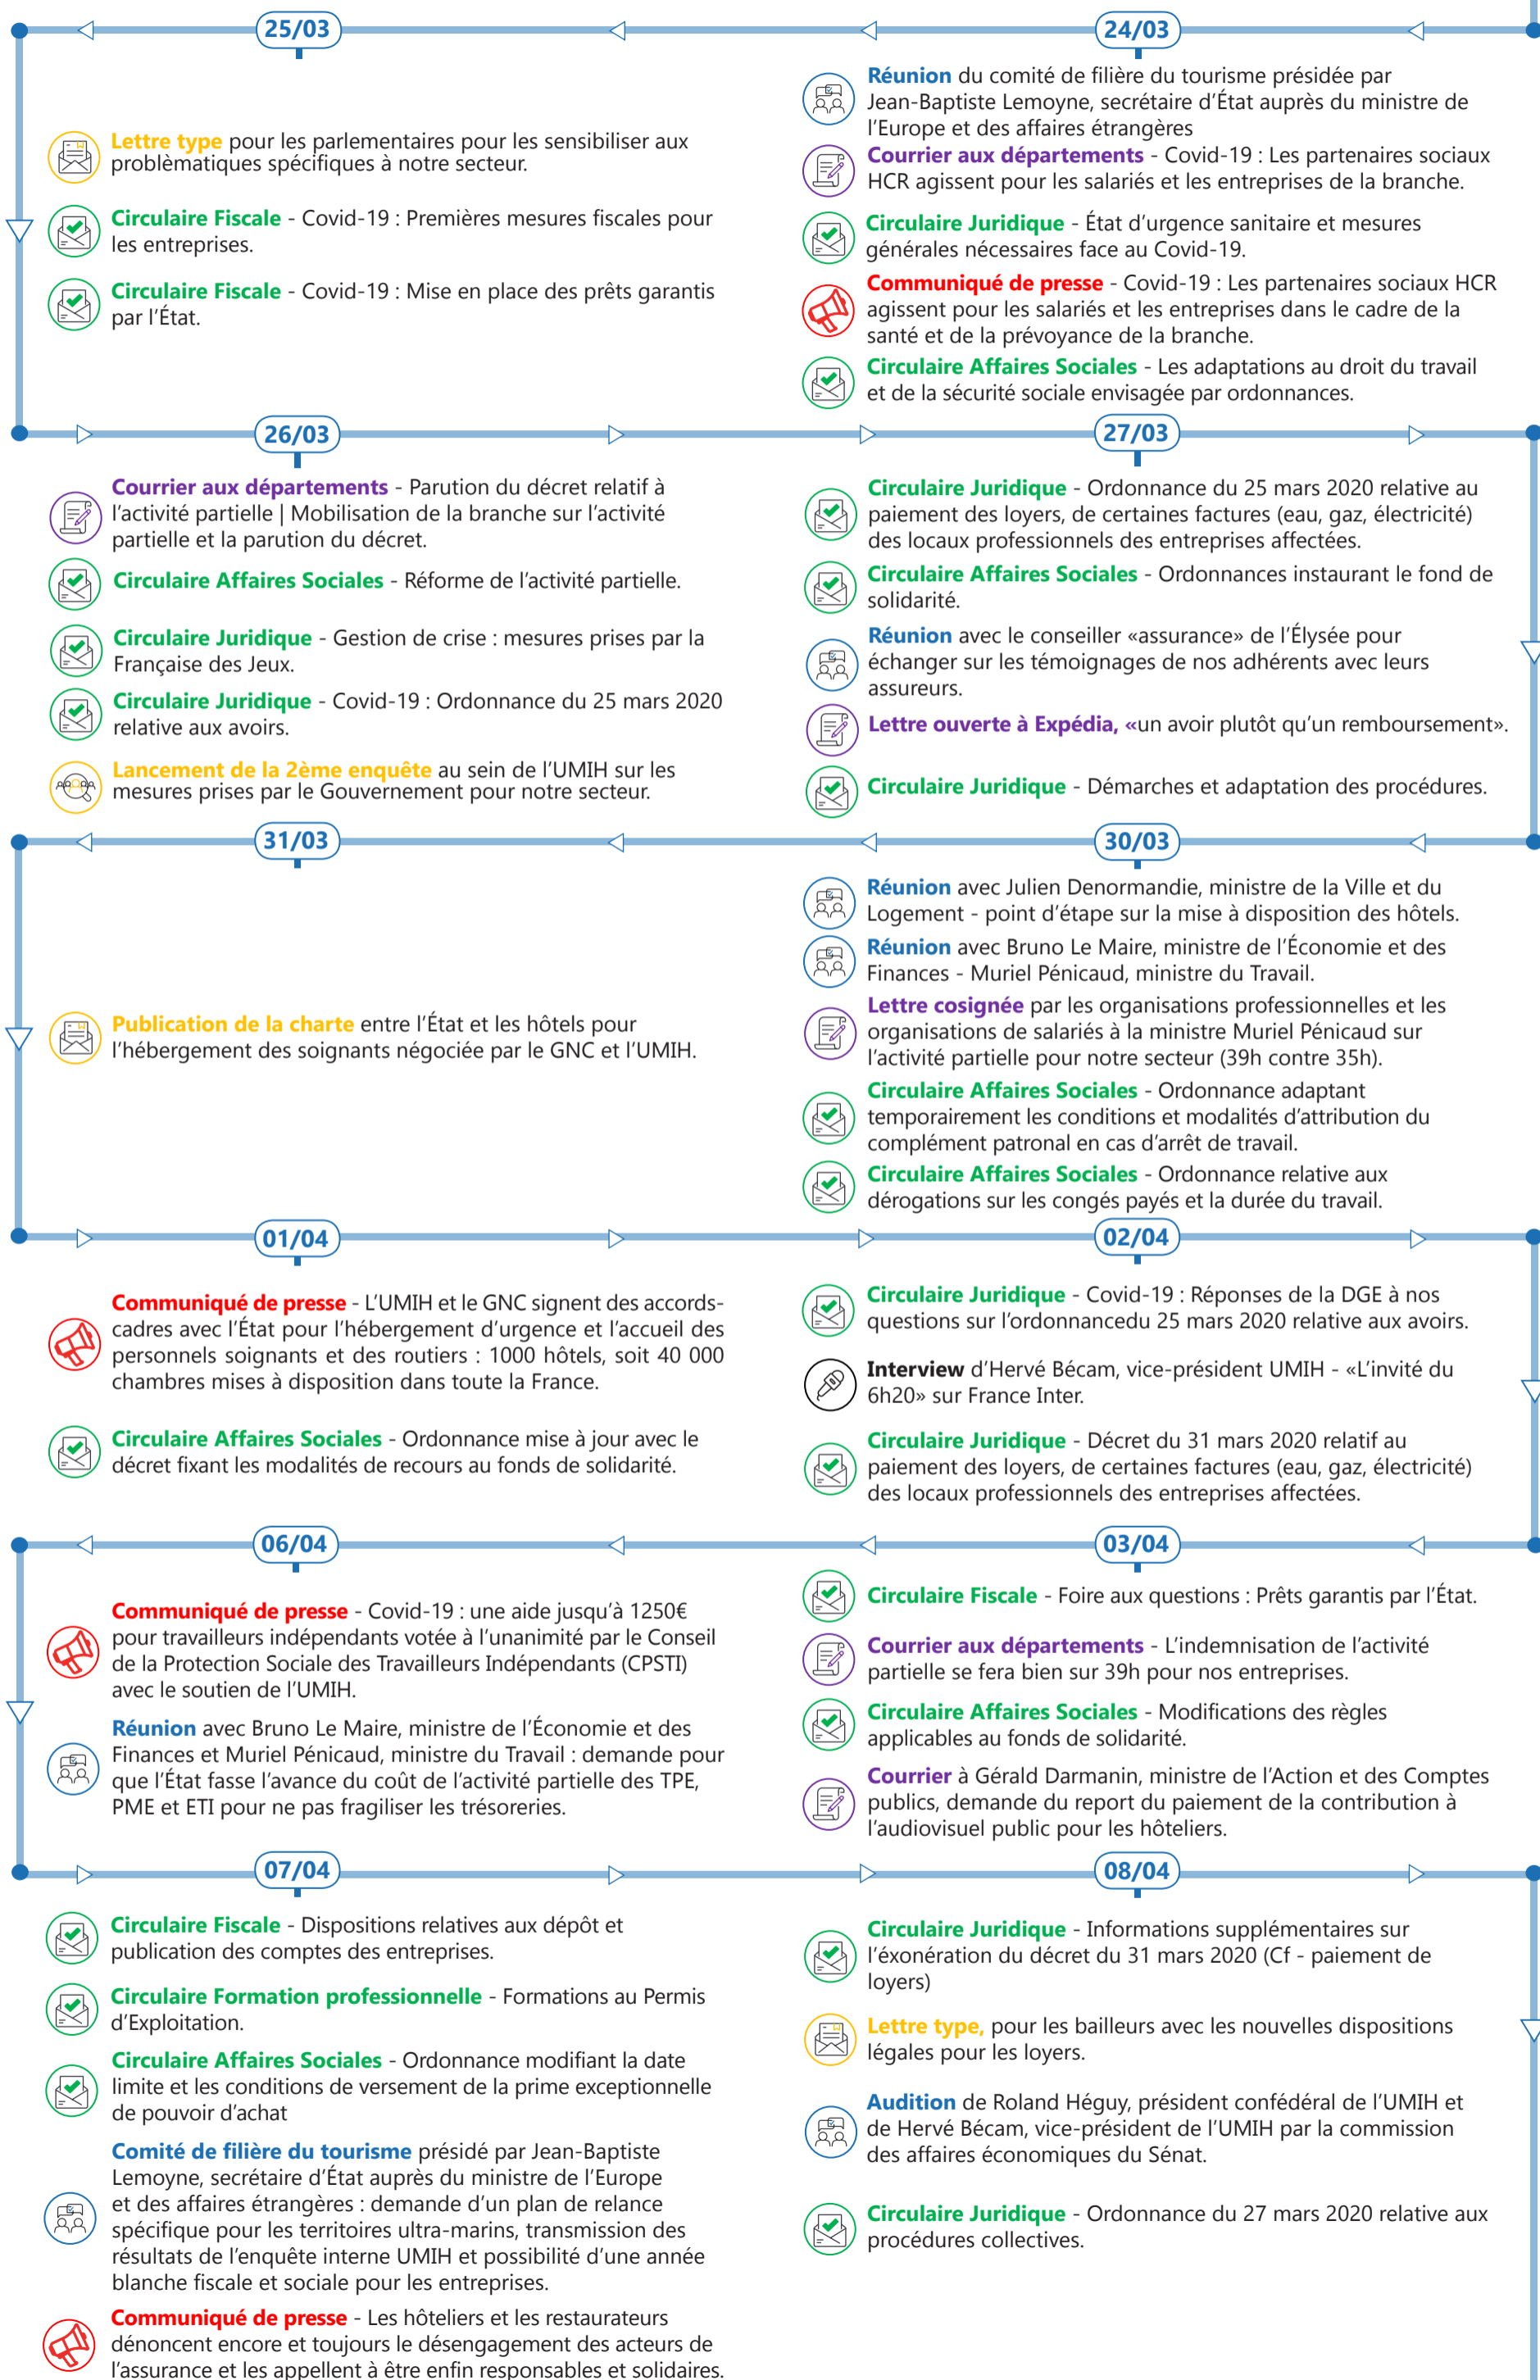 24/03
Réunion du comité de filière du tourisme présidée par
Jean-Baptiste Lemoyne, secrétaire d'État auprès du ministre de
l'Europe et des affaires étrangères
Courrier aux départements - Covid-19 : Les partenaires sociaux
HCR agissent pour les salariés et les entreprises de la branche.
Circulaire Juridique - État d'urgence sanitaire et mesures
générales nécessaires face au Covid-19.
Communiqué de presse - Covid-19 : Les partenaires sociaux HCR
agissent pour les salariés et les entreprises dans le cadre de la
santé et de la prévoyance de la branche.
Circulaire Affaires Sociales - Les adaptations au droit du travail
et de la sécurité sociale envisagée par ordonnances.
25/03
Lettre type pour les parlementaires pour les sensibiliser aux
problèmatiques spécifiques à notre secteur.
Circulaire Fiscale - Covid-19 : Premières mesures fiscales pour
les entreprises.
Circulaire Fiscale - Covid-19 : Mise en place des prêts garantis
par l'État.
26/03
Courrier aux départements - Parution du décret relatif à
l'activité partielle | Mobilisation de la branche sur l'activité
partielle et la parution du décret.
Circulaire Affaires Sociales - Réforme de l'activité partielle.
Circulaire Juridique - Gestion de crise : mesures prises par la
Française des Jeux.
Circulaire Juridique - Covid-19 : Ordonnance du 25 mars 2020
relative aux avoirs.
Lancement de la 2ème enquête au sein de l'UMIH sur les
mesures prises par le Gouvernement pour notre secteur.
27/03
Circulaire Juridique - Ordonnance du 25 mars 2020 relative au
paiement des loyers, de certaines factures (eau, gaz, électricité)
des locaux professionnels des entreprises affectées.
Circulaire Affaires Sociales - Ordonnances instaurant le fond de
solidarité.
Réunion avec le conseiller «assurance» de l'Élysée pour
échanger sur les témoignages de nos adhérents avec leurs
assureurs.
Lettre ouverte à Expédia, «un avoir plutôt qu'un remboursement».
Circulaire Juridique - Démarches et adaptation des procédures.
30/03
Réunion avec Julien Denormandie, ministre de la Ville et du
Logement - point d'étape sur la mise à disposition des hôtels.
Réunion avec Bruno Le Maire, ministre de l'Économie et des
Finances - Muriel Pénicaud, ministre du Travail.
Lettre cosignée par les organisations professionnelles et les
organisations de salariés à la ministre Muriel Pénicaud sur
l'activité partielle pour notre secteur (39h contre 35h).
Circulaire Affaires Sociales - Ordonnance adaptant
temporairement les conditions et modalités d'attribution du
complément patronal en cas d'arrêt de travail.
Circulaire Affaires Sociales - Ordonnance relative aux
dérogations sur les congés payés et la durée du travail.
31/03
Publication de la charte entre l'État et les hôtels pour
l'hébergement des soignants négociée par le GNC et l'UMIH.
01/04
Communiqué de presse - L'UMIH et le GNC signent des accords-
cadres avec l'État pour l'hébergement d'urgence et l'accueil des
personnels soignants et des routiers : 1000 hôtels, soit 40 000
chambres mises à disposition dans toute la France.
Circulaire Affaires Sociales - Ordonnance mise à jour avec le
décret fixant les modalités de recours au fonds de solidarité.
02/04
Circulaire Juridique - Covid-19 : Réponses de la DGE à nos
questions sur l'ordonnancedu 25 mars 2020 relative aux avoirs.
Interview d'Hervé Bécam, vice-président UMIH - «L'invité du
6h20» sur France Inter.
Circulaire Juridique - Décret du 31 mars 2020 relatif au
paiement des loyers, de certaines factures (eau, gaz, électricité)
des locaux professionnels des entreprises affectées.
03/04
Circulaire Fiscale - Foire aux questions : Prêts garantis par l'État.
Courrier aux départements - L'indemnisation de l'activité
partielle se fera bien sur 39h pour nos entreprises.
Circulaire Affaires Sociales - Modifications des règles
applicables au fonds de solidarité.
Courrier à Gérald Darmanin, ministre de l'Action et des Comptes
publics, demande du report du paiement de la contribution à
l'audiovisuel public pour les hôteliers.
06/04
Communiqué de presse - Covid-19 : une aide jusqu'à 1250€
pour travailleurs indépendants votée à l'unanimité par le Conseil
de la Protection Sociale des Travailleurs Indépendants (CPSTI)
avec le soutien de l'UMIH.
Réunion avec Bruno Le Maire, ministre de l'Économie et des
Finances et Muriel Pénicaud, ministre du Travail : demande pour
que l'État fasse l'avance du coût de l'activité partielle des TPE,
PME et ETI pour ne pas fragiliser les trésoreries.
07/04
Circulaire Fiscale - Dispositions relatives aux dépôt et
publication des comptes des entreprises.
Circulaire Formation professionnelle - Formations au Permis
d'Exploitation.
Circulaire Affaires Sociales - Ordonnance modifiant la date
limite et les conditions de versement de la prime exceptionnelle
de pouvoir d'achat
Comité de filière du tourisme présidé par Jean-Baptiste
Lemoyne, secrétaire d'État auprès du ministre de l'Europe
et des affaires étrangères : demande d'un plan de relance
spécifique pour les territoires ultra-marins, transmission des
résultats de l'enquête interne UMIH et possibilité d'une année
blanche fiscale et sociale pour les entreprises.
Communiqué de presse - Les hôteliers et les restaurateurs
dénoncent encore et toujours le désengagement des acteurs de
l'assurance et les appellent à être enfin responsables et solidaires.
08/04
Circulaire Juridique - Informations supplémentaires sur
l'éxonération du décret du 31 mars 2020 (Cf - paiement de
loyers)
Lettre type, pour les bailleurs avec les nouvelles dispositions
légales pour les loyers.
Audition de Roland Héguy, président confédéral de l'UMIH et
de Hervé Bécam, vice-président de l'UMIH par la commission
des affaires économiques du Sénat.
Circulaire Juridique - Ordonnance du 27 mars 2020 relative aux
procédures collectives.